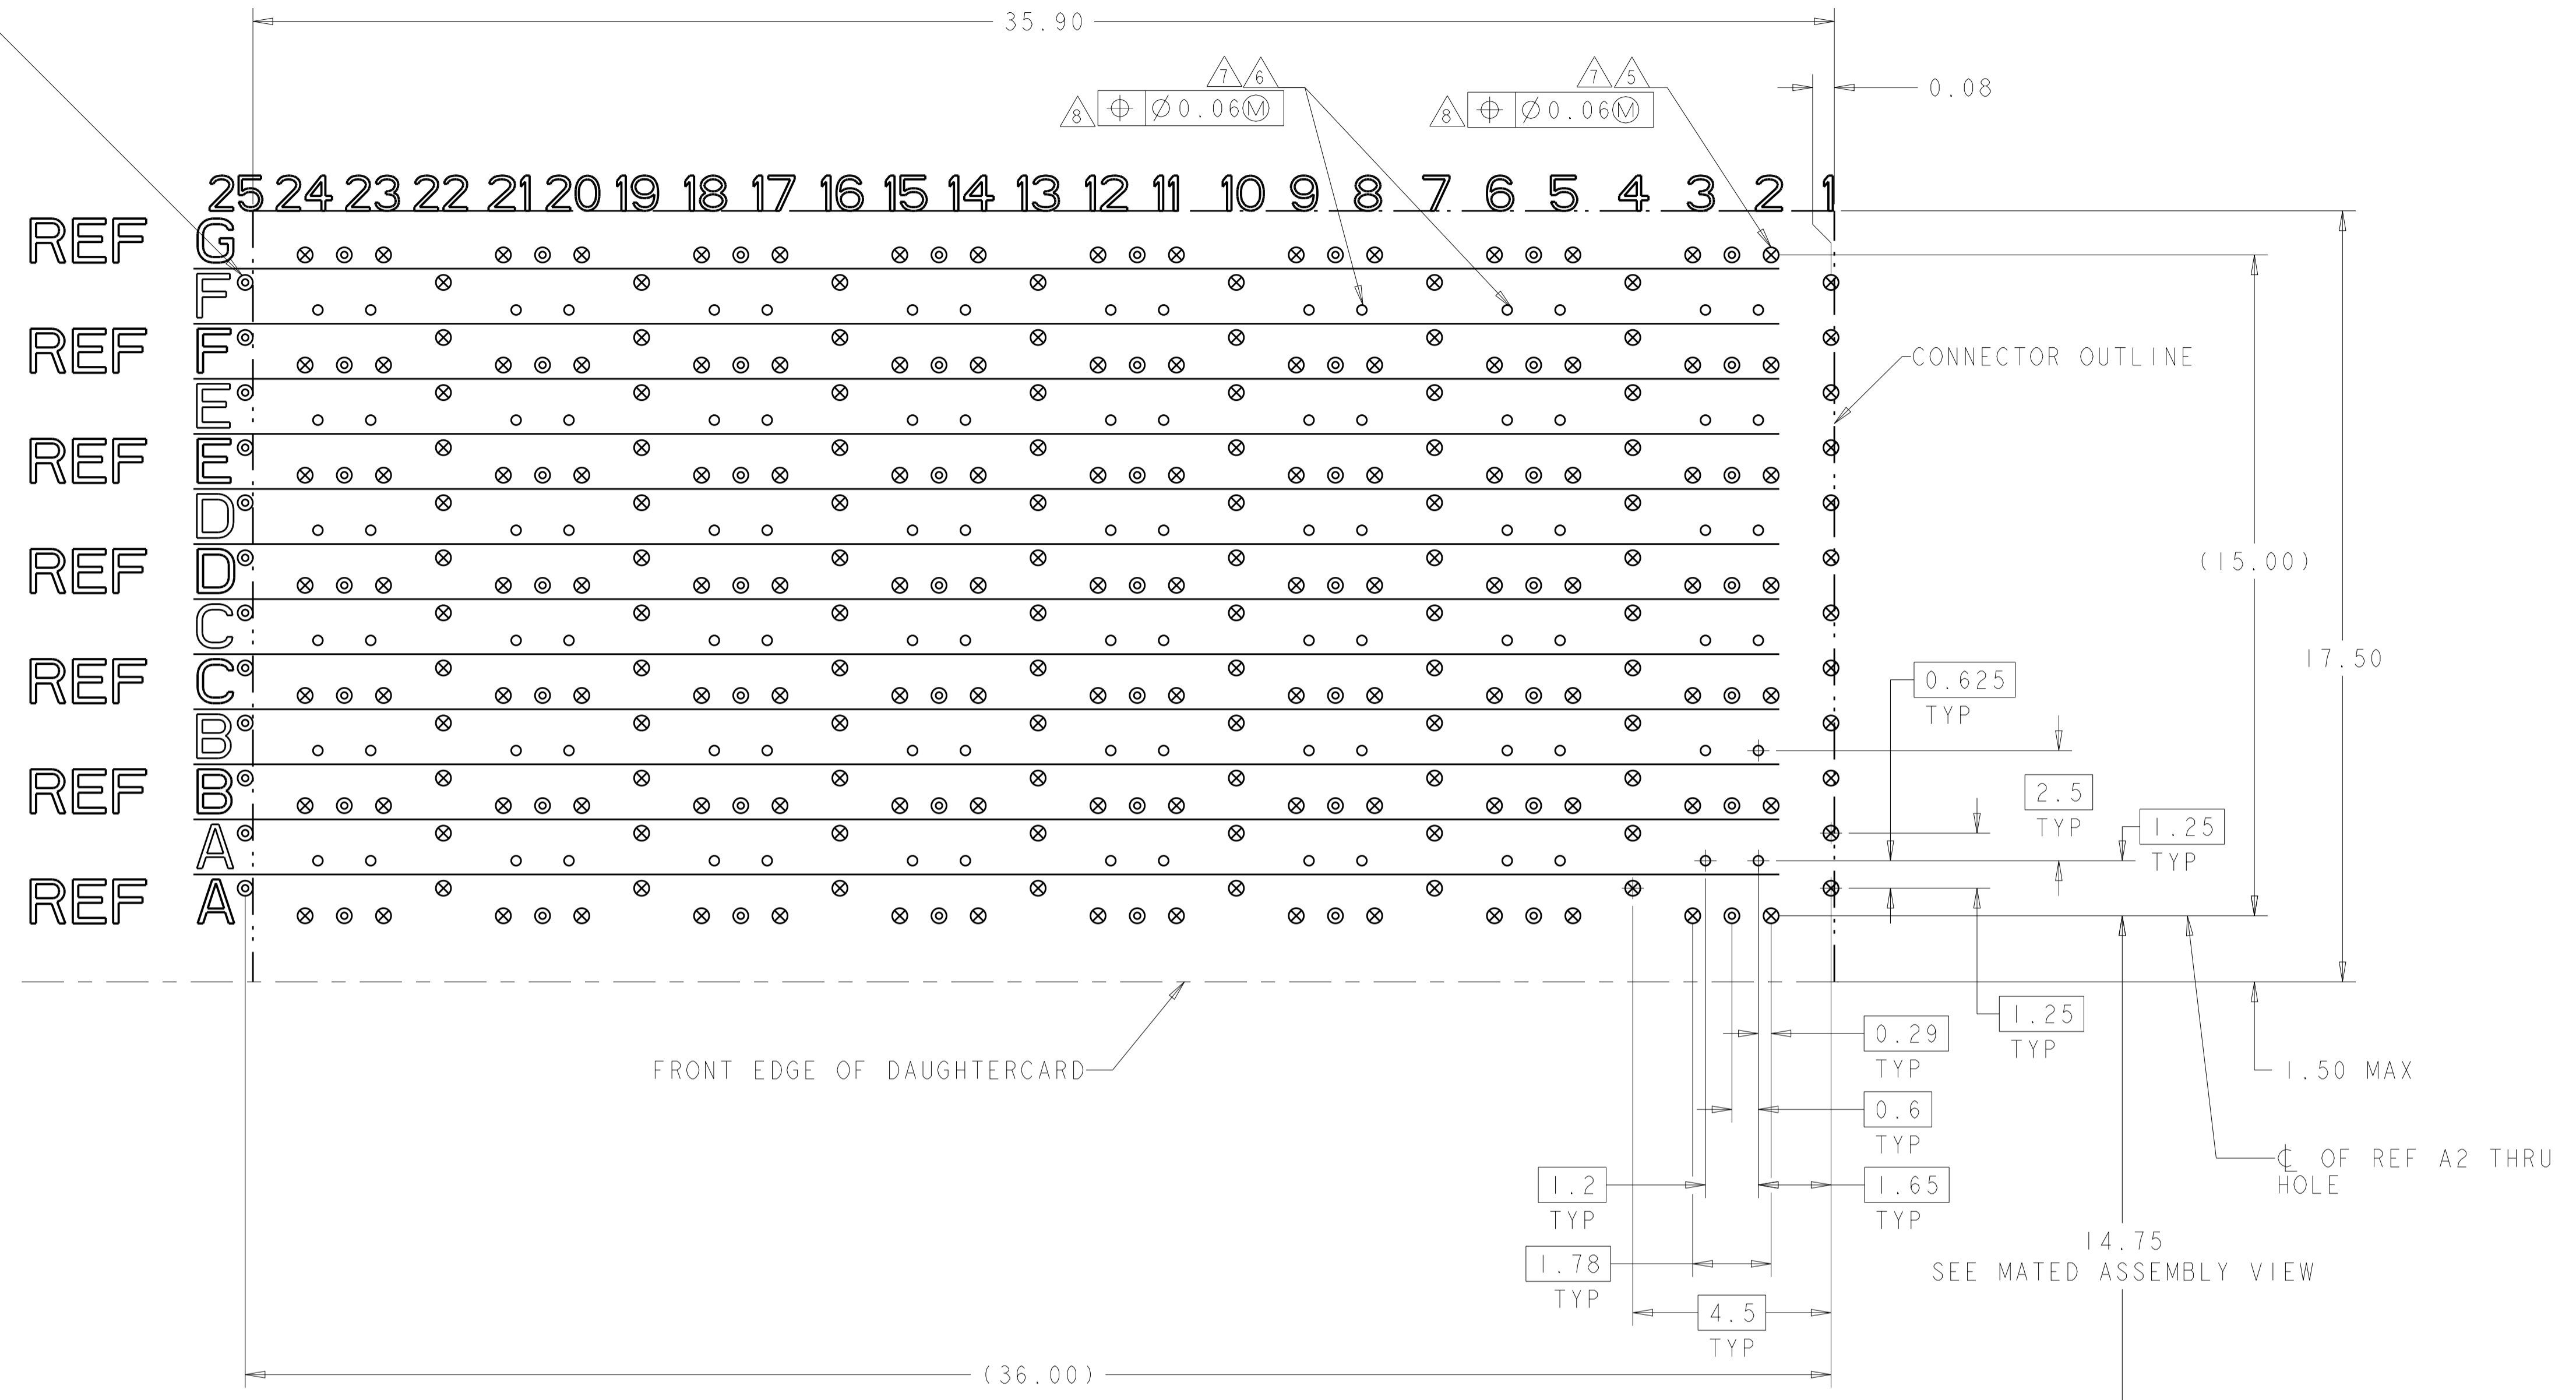 35.90
7 6
7 5
0.08
8 ⌖ ⌀0.06Ⓜ
8 ⌖ ⌀0.06Ⓜ
25 24 23 22 21 20 19 18 17 16 15 14 13 12 11 10 9 8 7 6 5 4 3 2 1
REF G
F
REF F
CONNECTOR OUTLINE
E
REF E
D
REF D
(15.00)
C
17.50
REF C
0.625
TYP
B
REF B
2.5
TYP
1.25
TYP
A
REF A
1.25
TYP
0.29
TYP
FRONT EDGE OF DAUGHTERCARD
1.50 MAX
0.6
TYP
℄ OF REF A2 THRU
HOLE
1.2
TYP
1.65
TYP
14.75
SEE MATED ASSEMBLY VIEW
1.78
TYP
4.5
TYP
(36.00)